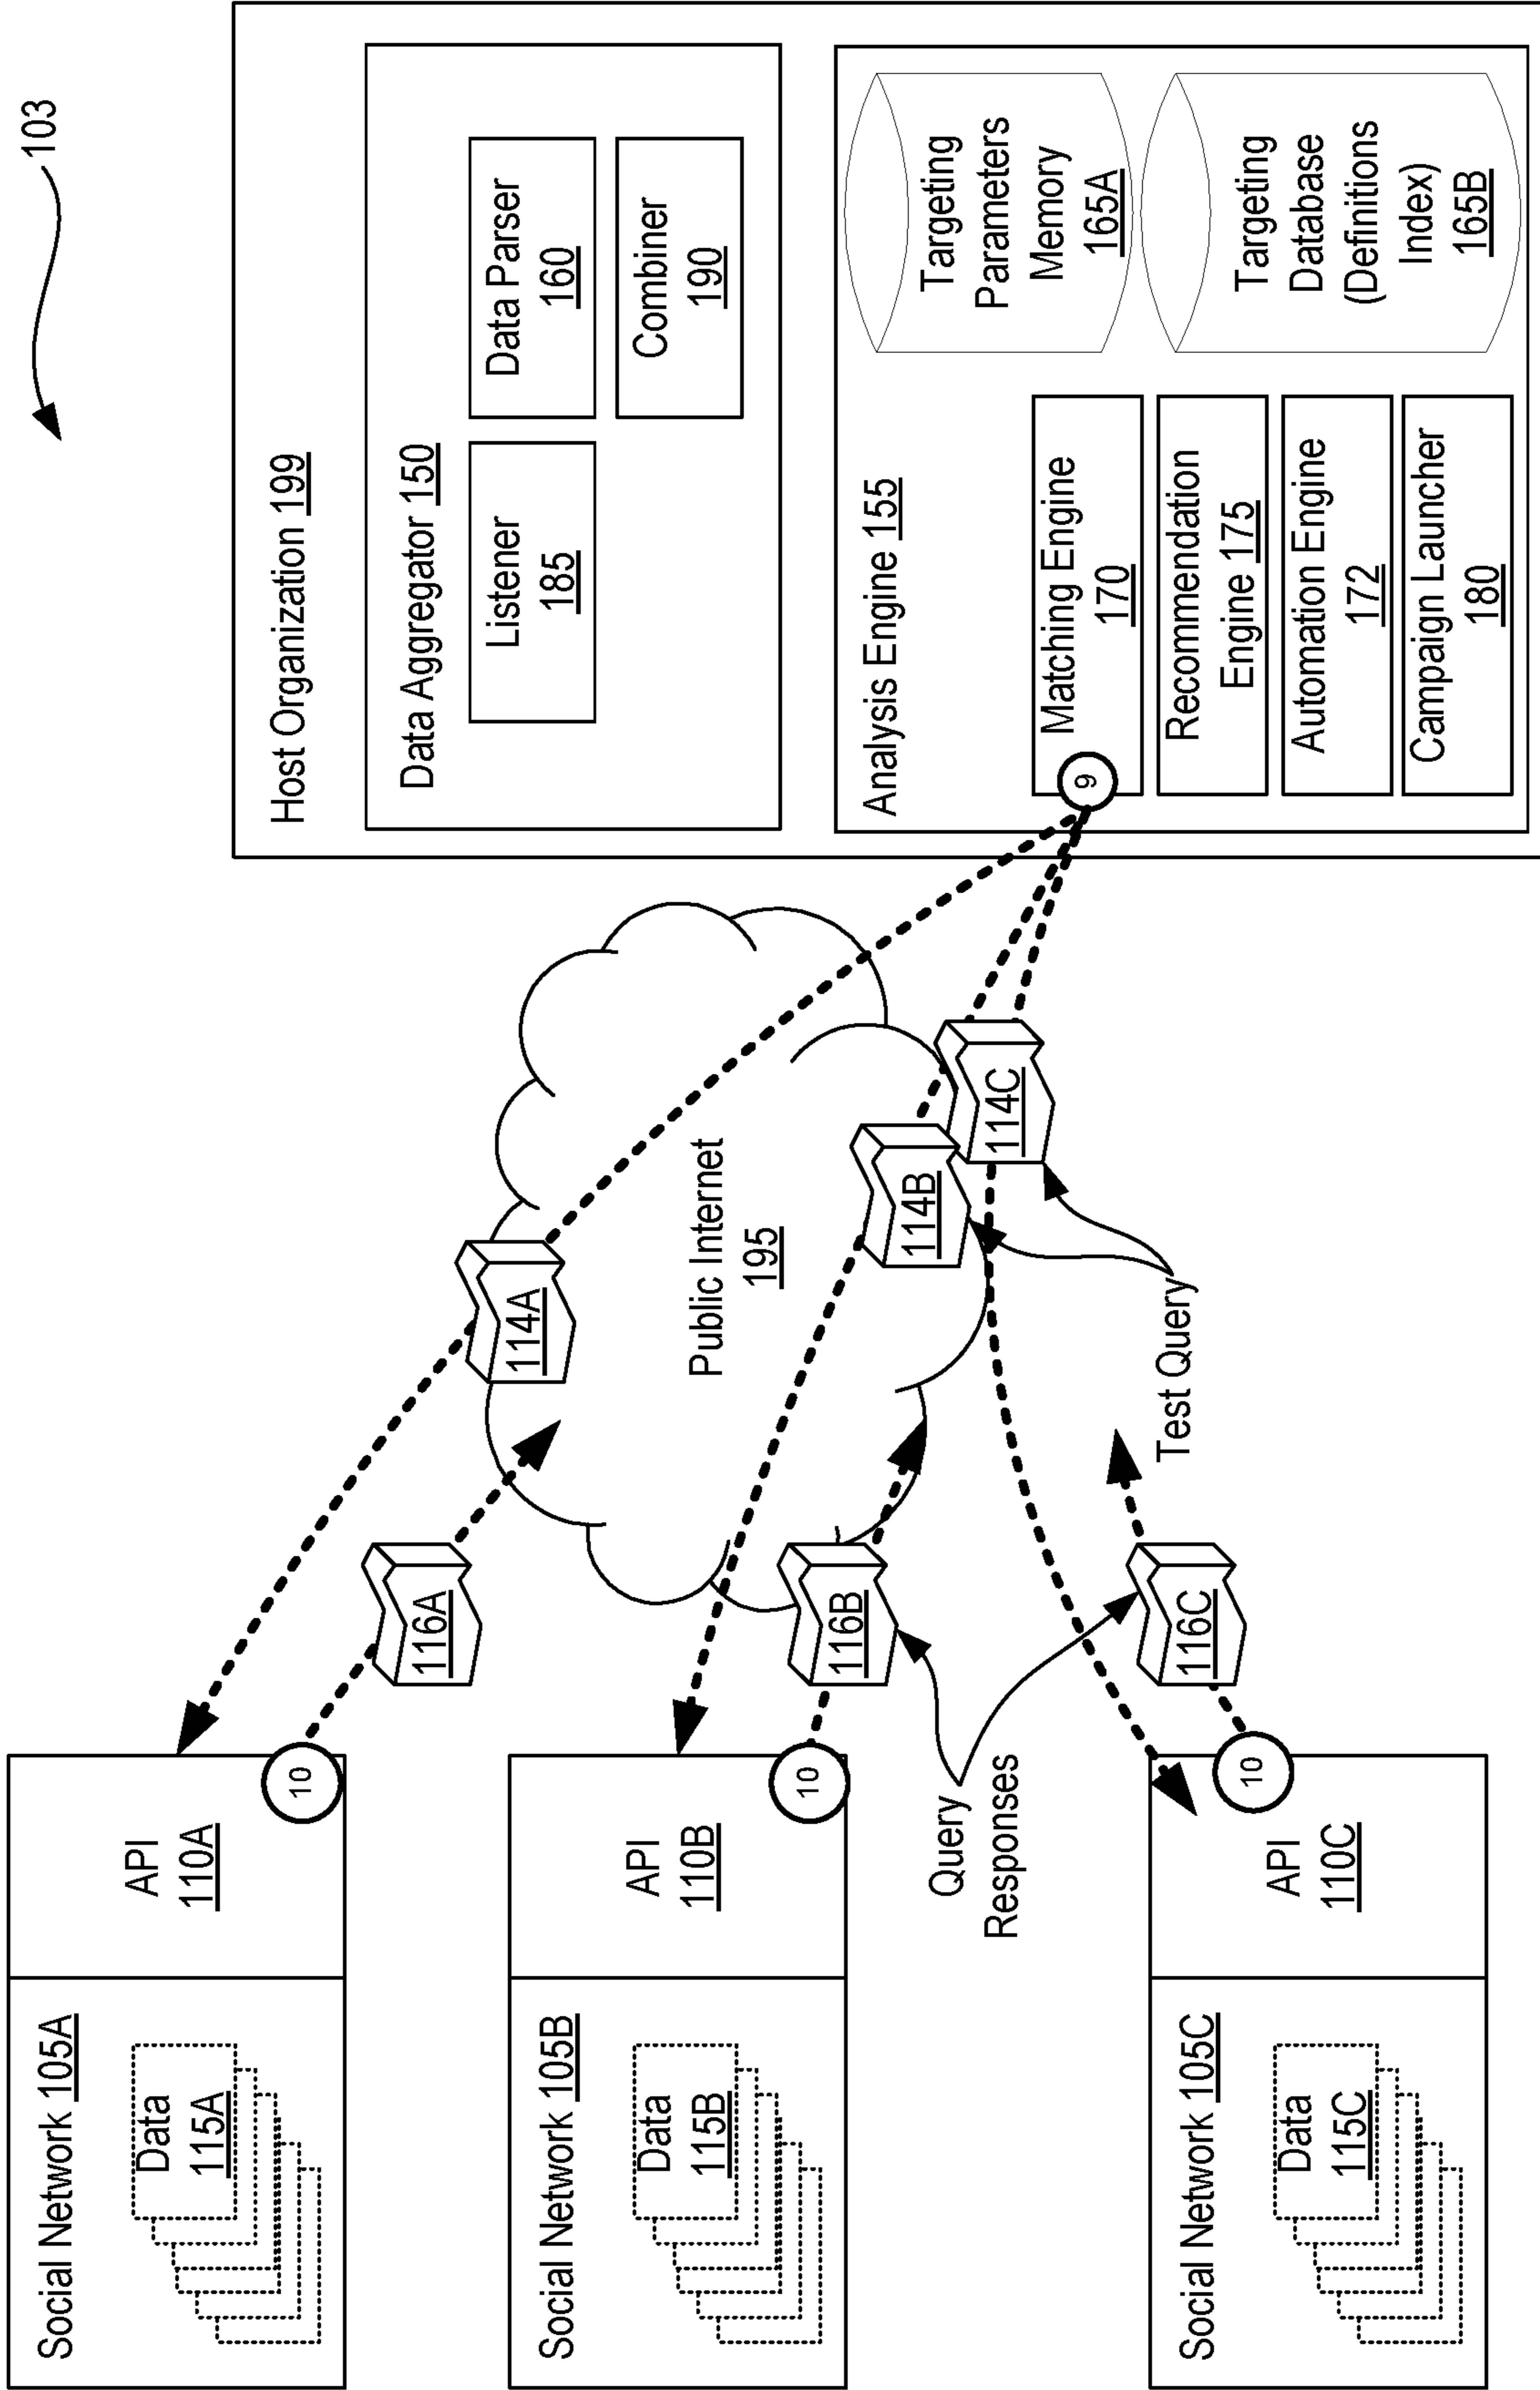 103
Social Network 105A
Data
115A
API
110A
10
116A
114A
Social Network 105B
Data
115B
API
110B
10
116B
114B
Public Internet
195
Query
Responses
Test Query
114C
Social Network 105C
Data
115C
API
110C
10
116C
Host Organization 199
Data Aggregator 150
Listener
185
Data Parser
160
Combiner
190
Analysis Engine 155
9
Matching Engine
170
Recommendation
Engine 175
Automation Engine
172
Campaign Launcher
180
Targeting
Parameters
Memory
165A
Targeting
Database
(Definitions
Index)
165B